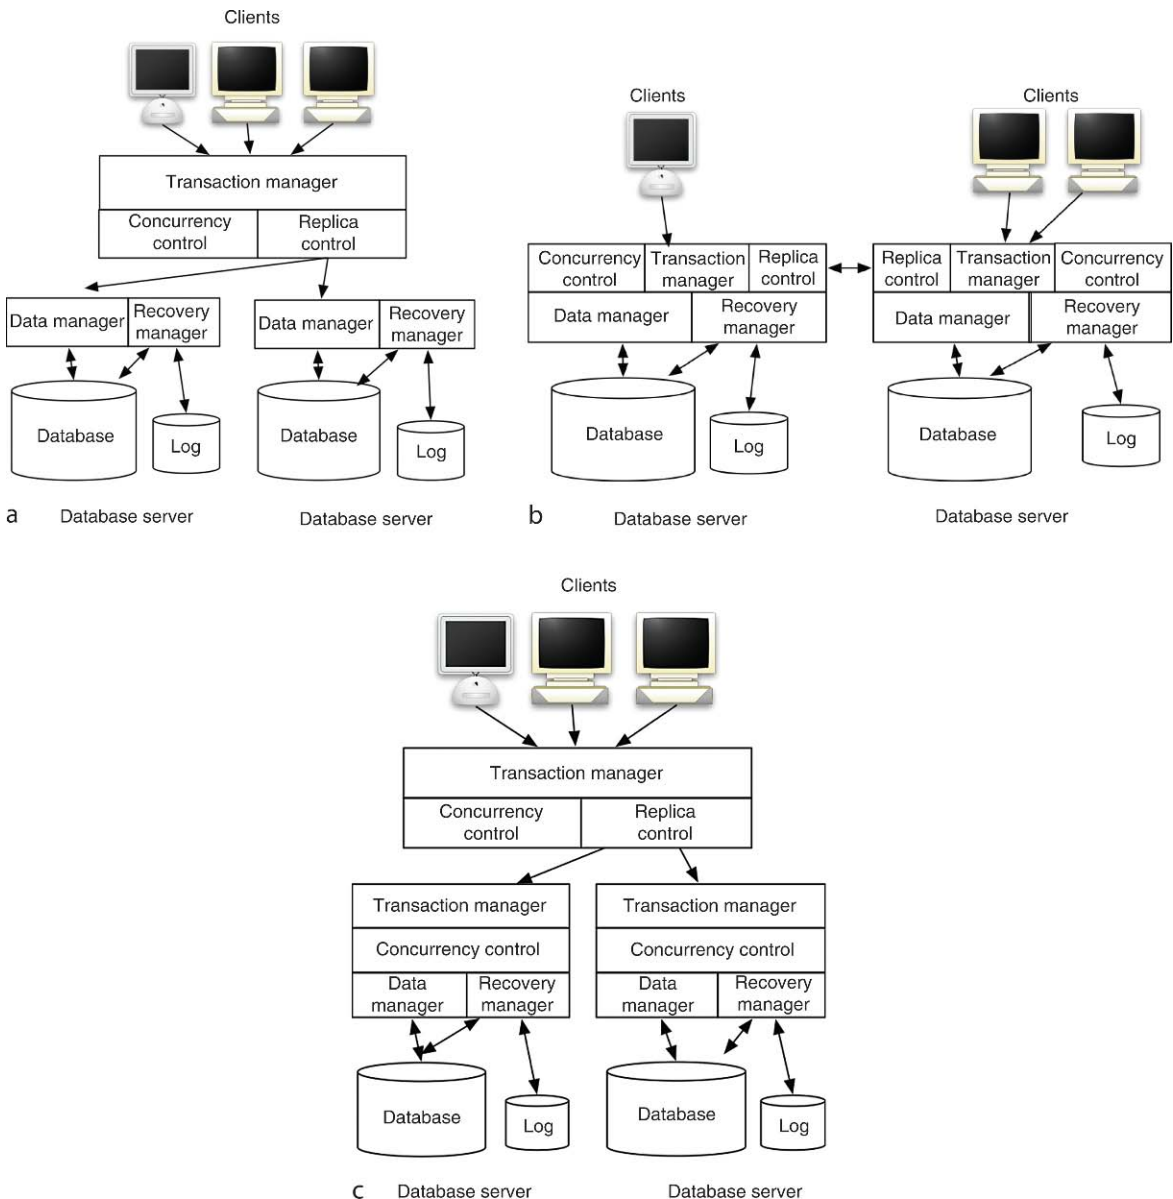 Clients
Transaction manager
Concurrency
control
Replica
control
Data manager
Recovery
manager
Data manager
Recovery
manager
Database
Log
Database
Log
a
Database server
Database server
Clients
Clients
Concurrency
control
Transaction
manager
Replica
control
Replica
control
Transaction
manager
Concurrency
control
Data manager
Recovery
manager
Data manager
Recovery
manager
Database
Log
Database
Log
b
Database server
Database server
Clients
Transaction manager
Concurrency
control
Replica
control
Transaction manager
Transaction manager
Concurrency control
Concurrency control
Data
manager
Recovery
manager
Data
manager
Recovery
manager
Database
Log
Database
Log
c
Database server
Database server